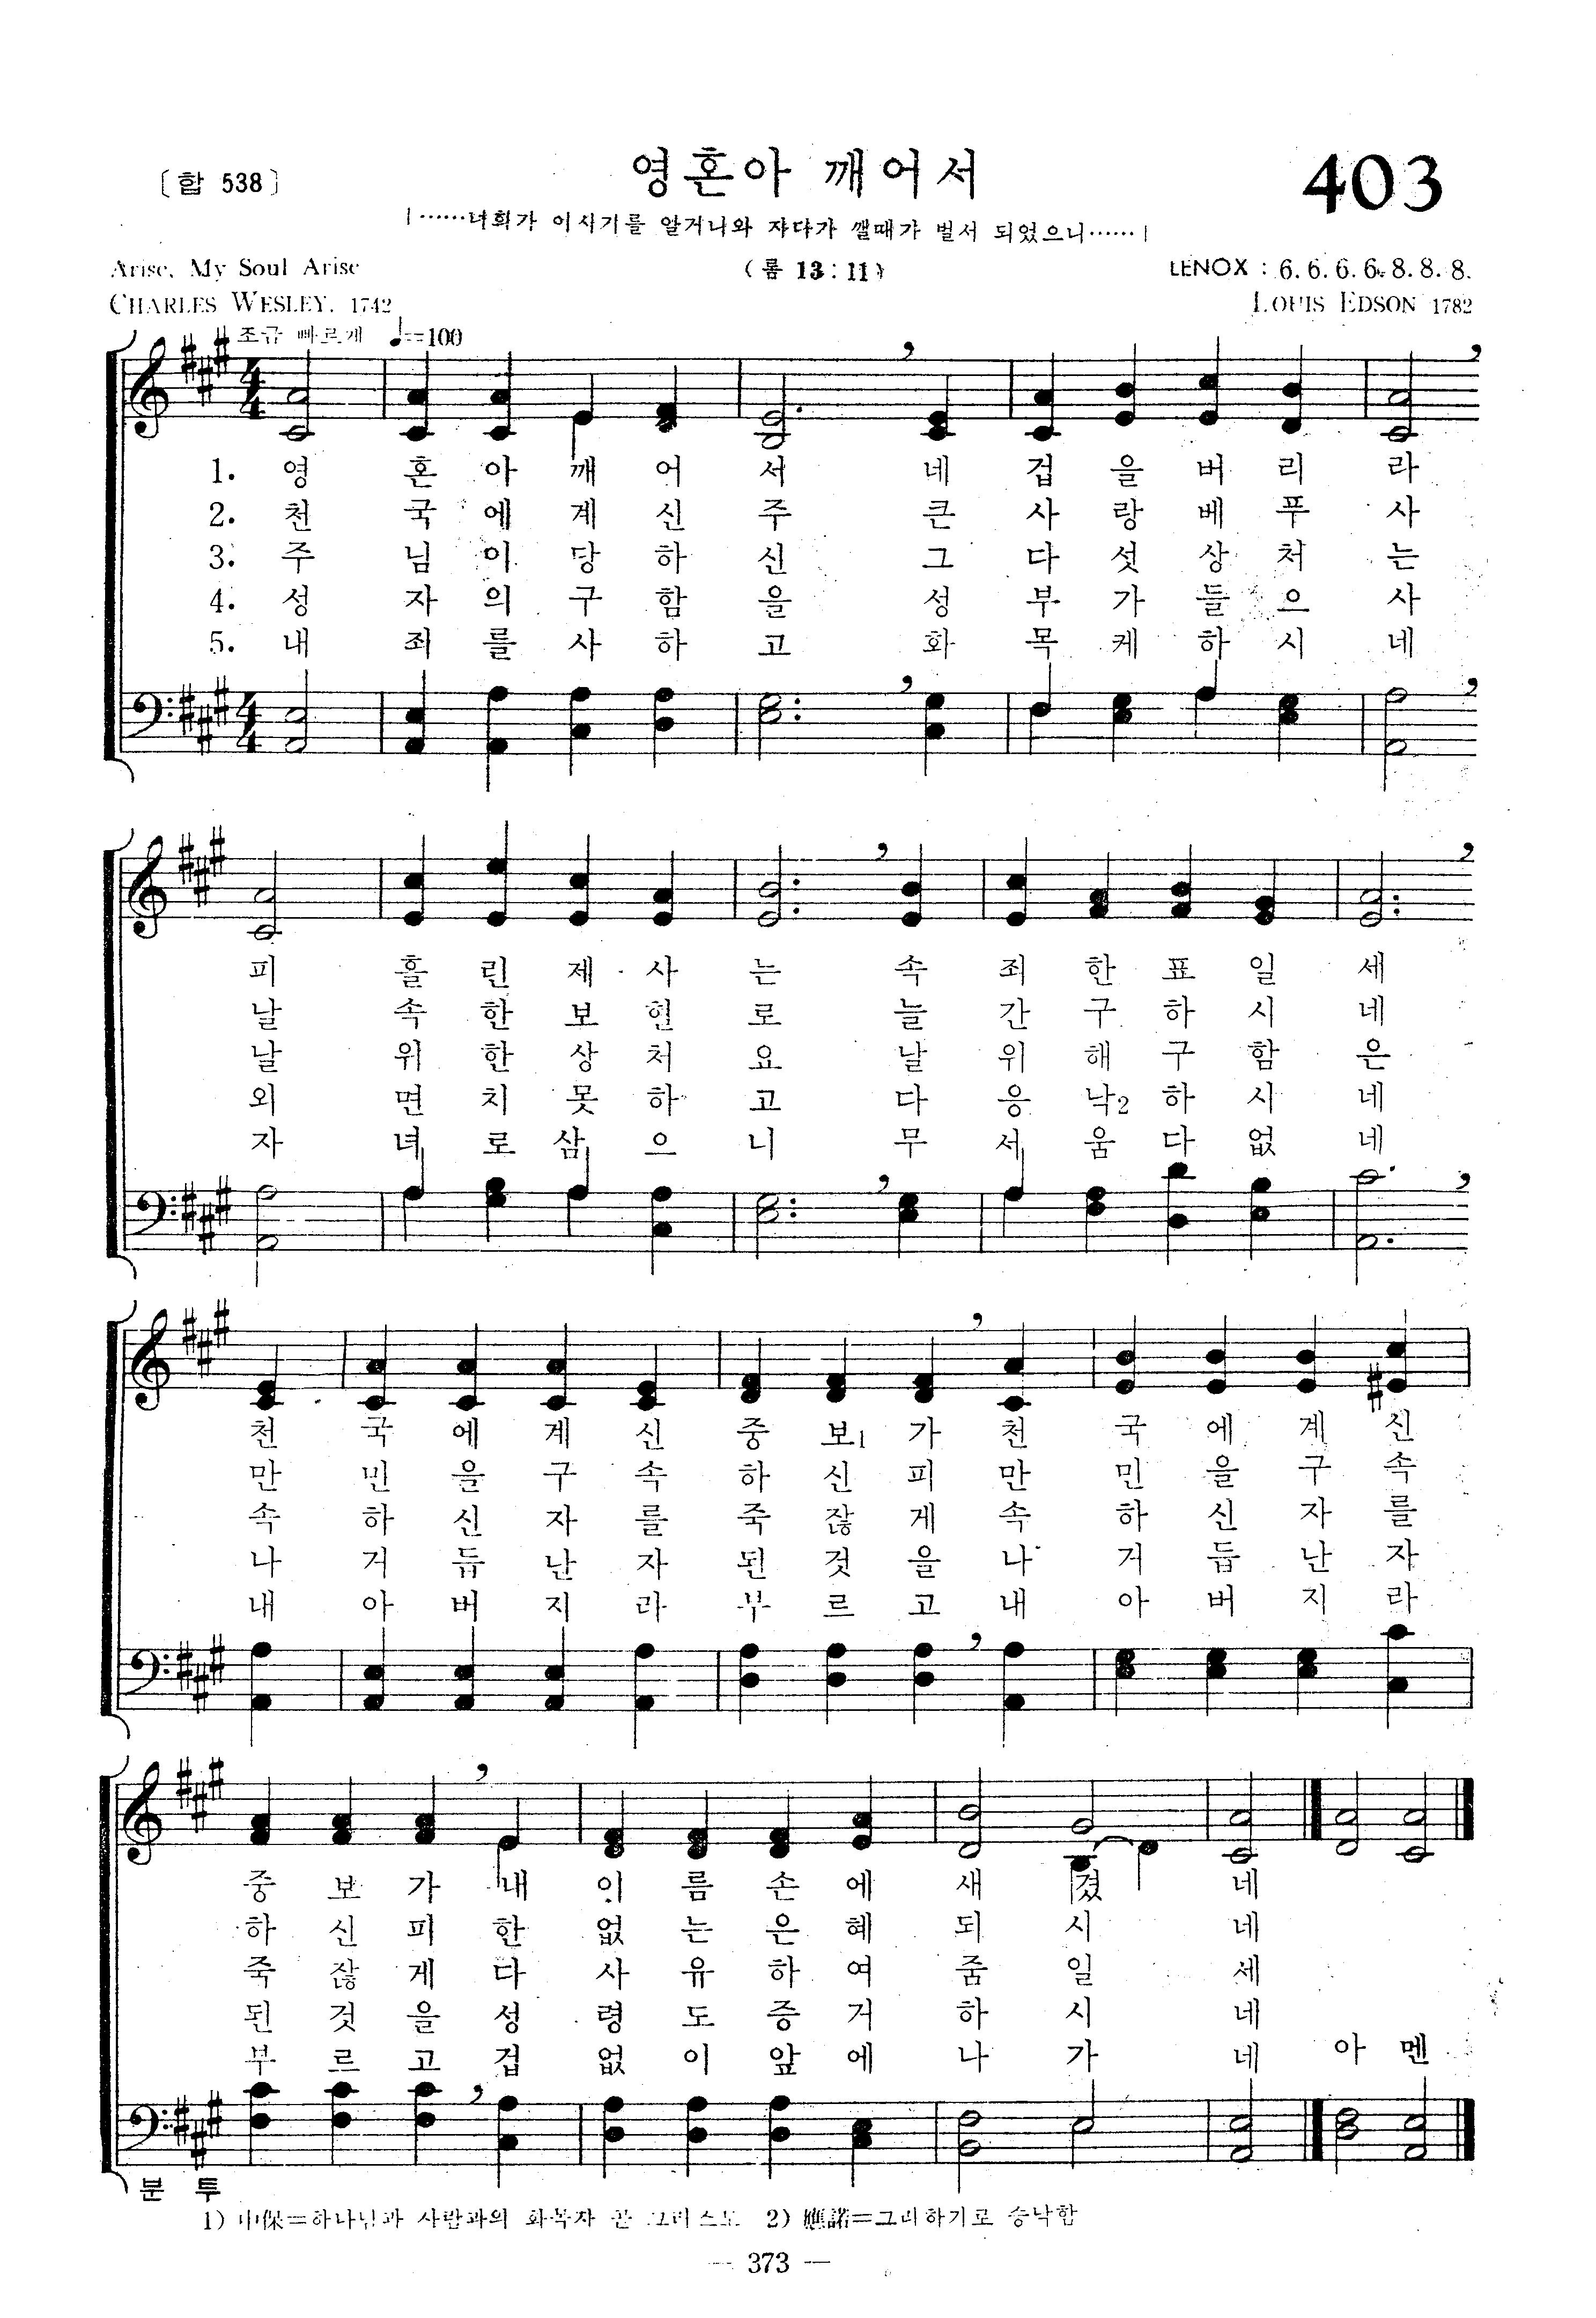 〔합 538〕
영혼아 깨어서
403
|……너희가 이시기를 알거니와 자다가 깰때가 벌서 되었으니……|
Arise, My Soul Arise
(롬 13:11)
LENOX : 6. 6. 6. 6. 8. 8. 8.
CHARLES WESLEY, 1742
LOUIS EDSON 1782
조금 빠르게 ♩=100
1. 영 혼 아 깨 어 서 네 겁 을 버 리 라
2. 천 국 에 계 신 주 큰 사 랑 베 푸 사
3. 주 님 이 당 하 신 그 다 섯 상 처 는
4. 성 자 의 구 함 을 성 부 가 들 으 사
5. 내 죄 를 사 하 고 화 목 케 하 시 네
피 흘 린 제 사 는 속 죄 한 표 일 세
날 속 한 보 혈 로 늘 간 구 하 시 네
날 위 한 상 처 요 날 위 해 구 함 은
외 면 치 못 하 고 다 응 낙2 하 시 네
자 녀 로 삼 으 니 무 서 움 다 없 네
천 국 에 계 신 중 보1 가 천 국 에 계 신
만 민 을 구 속 하 신 피 만 민 을 구 속
속 하 신 자 를 죽 잖 게 속 하 신 자 를
나 거 듭 난 자 된 것 을 나 거 듭 난 자
내 아 버 지 라 부 르 고 내 아 버 지 라
중 보 가 내 이 름 손 에 새 겼 네
하 신 피 한 없 는 은 혜 되 시 네
죽 잖 게 다 사 유 하 여 줌 일 세
된 것 을 성 령 도 증 거 하 시 네
부 르 고 겁 없 이 앞 에 나 가 네 아 멘
분 투
1) 中保=하나님과 사람과의 화목자 곧 그리스도 2) 應諾=그리하기로 승낙함
— 373 —